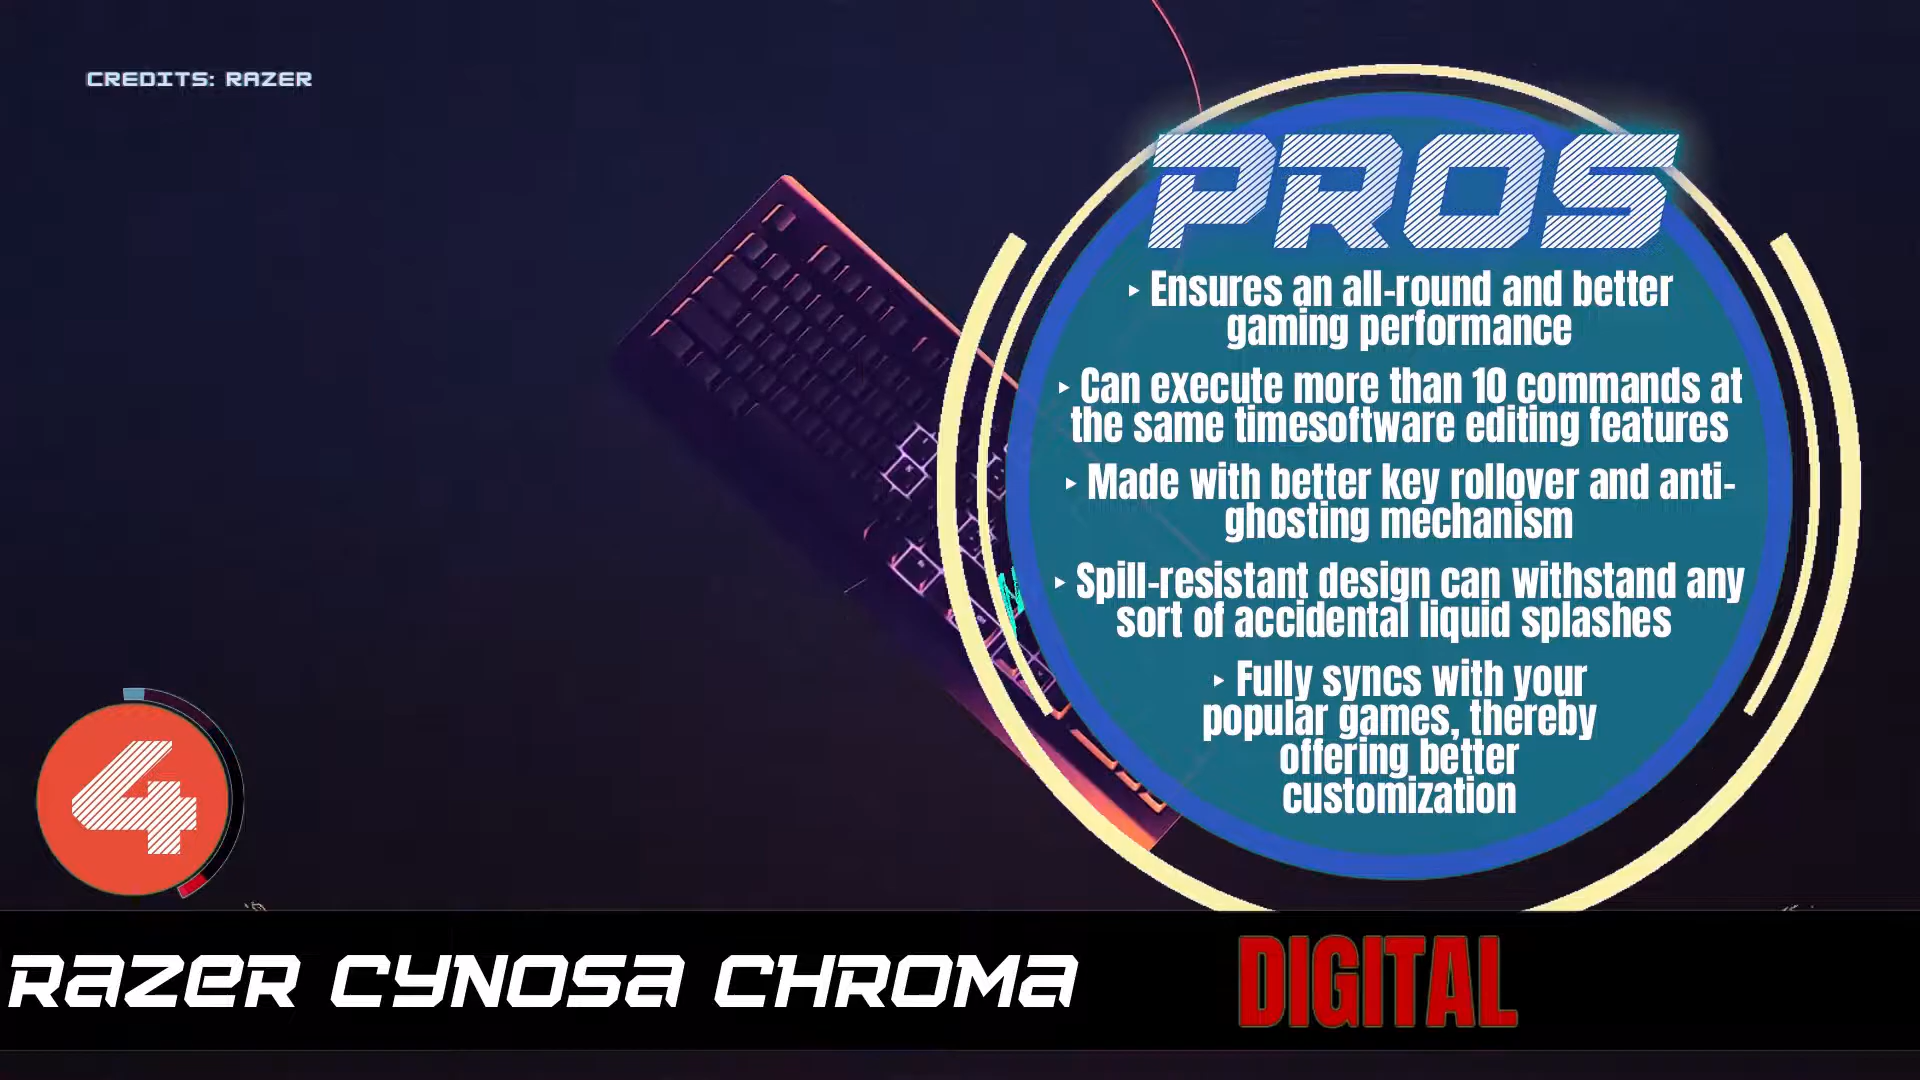 CREDITS: RAZER
PROS
‣ Ensures an all-round and better
gaming performance
‣ Can execute more than 10 commands at
the same timesoftware editing features
‣ Made with better key rollover and anti-
ghosting mechanism
‣ Spill-resistant design can withstand any
sort of accidental liquid splashes
‣ Fully syncs with your
popular games, thereby
offering better
customization
4
RAZER CYNOSA CHROMA
DIGITAL